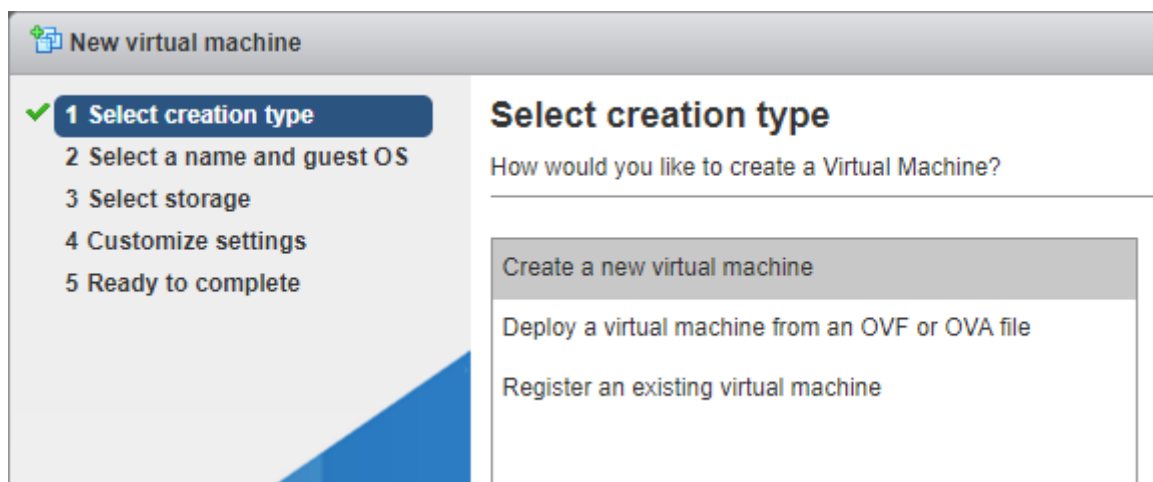 New virtual machine
1 Select creation type
2 Select a name and guest OS
3 Select storage
4 Customize settings
5 Ready to complete
Select creation type
How would you like to create a Virtual Machine?
Create a new virtual machine
Deploy a virtual machine from an OVF or OVA file
Register an existing virtual machine